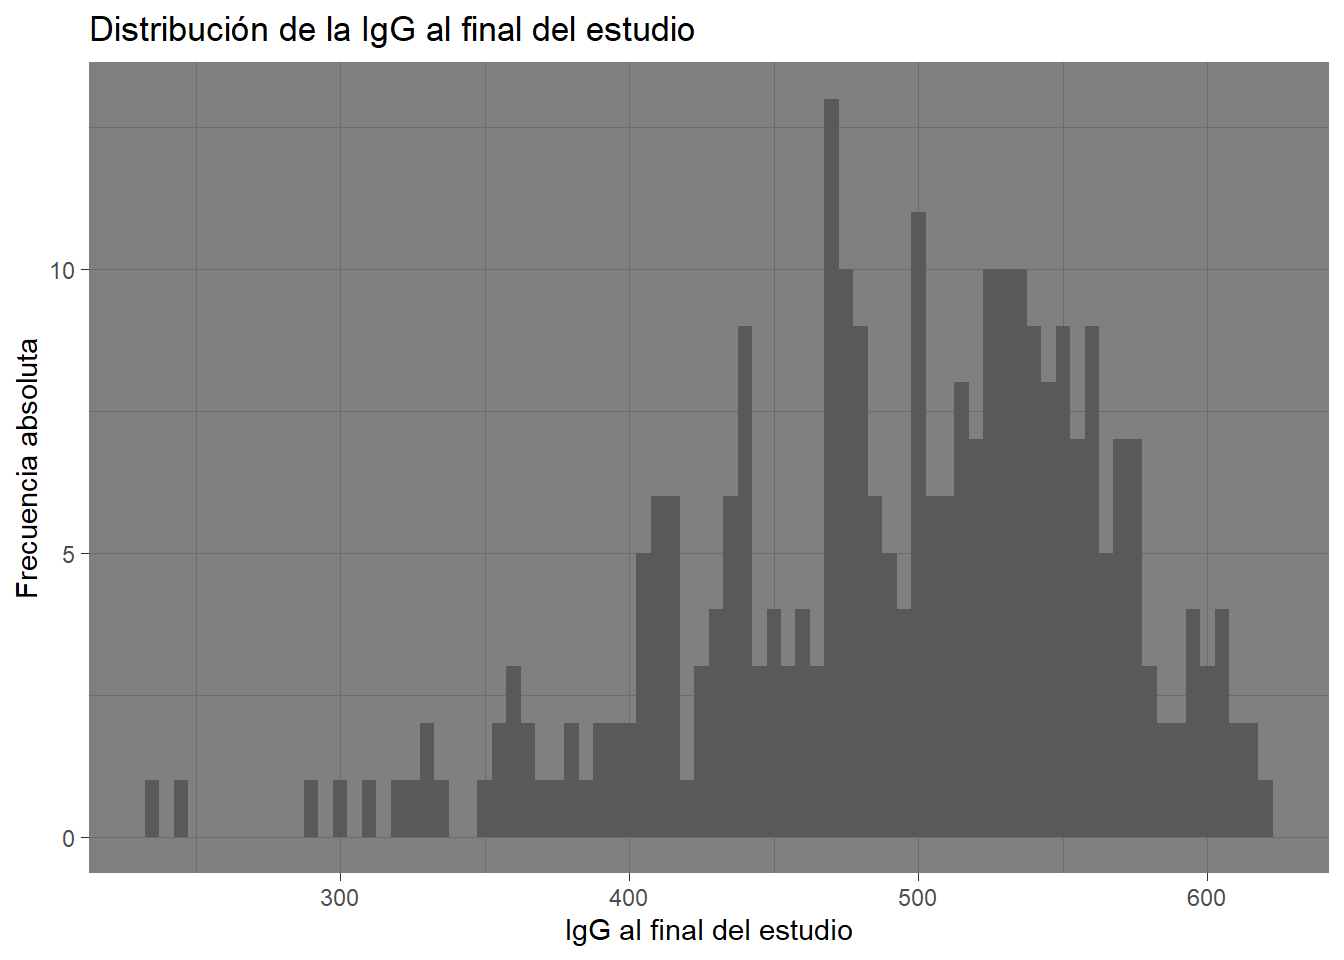 Distribución de la IgG al final del estudio
Frecuencia absoluta
10
5
0
300 400 500 600
IgG al final del estudio